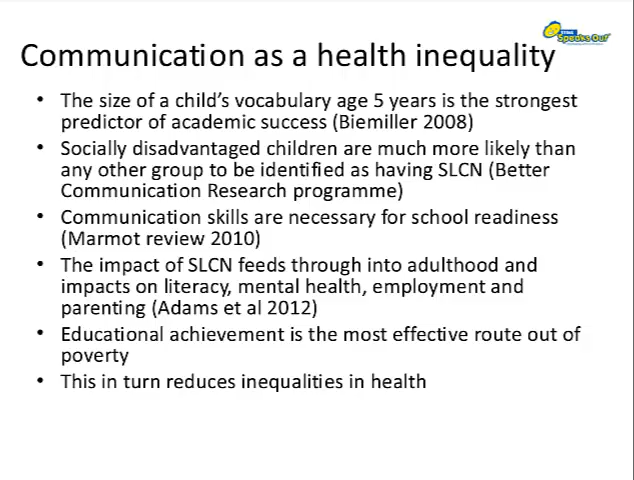 Speaks Out
Communication as a health inequality
• The size of a child's vocabulary age 5 years is the strongest
predictor of academic success (Biemiller 2008)
• Socially disadvantaged children are much more likely than
any other group to be identified as having SLCN (Better
Communication Research programme)
• Communication skills are necessary for school readiness
(Marmot review 2010)
• The impact of SLCN feeds through into adulthood and
impacts on literacy, mental health, employment and
parenting (Adams et al 2012)
• Educational achievement is the most effective route out of
poverty
• This in turn reduces inequalities in health